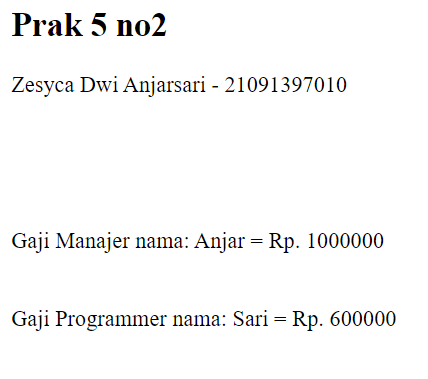 Prak 5 no2
Zesyca Dwi Anjarsari - 21091397010
Gaji Manajer nama: Anjar = Rp. 1000000
Gaji Programmer nama: Sari = Rp. 600000